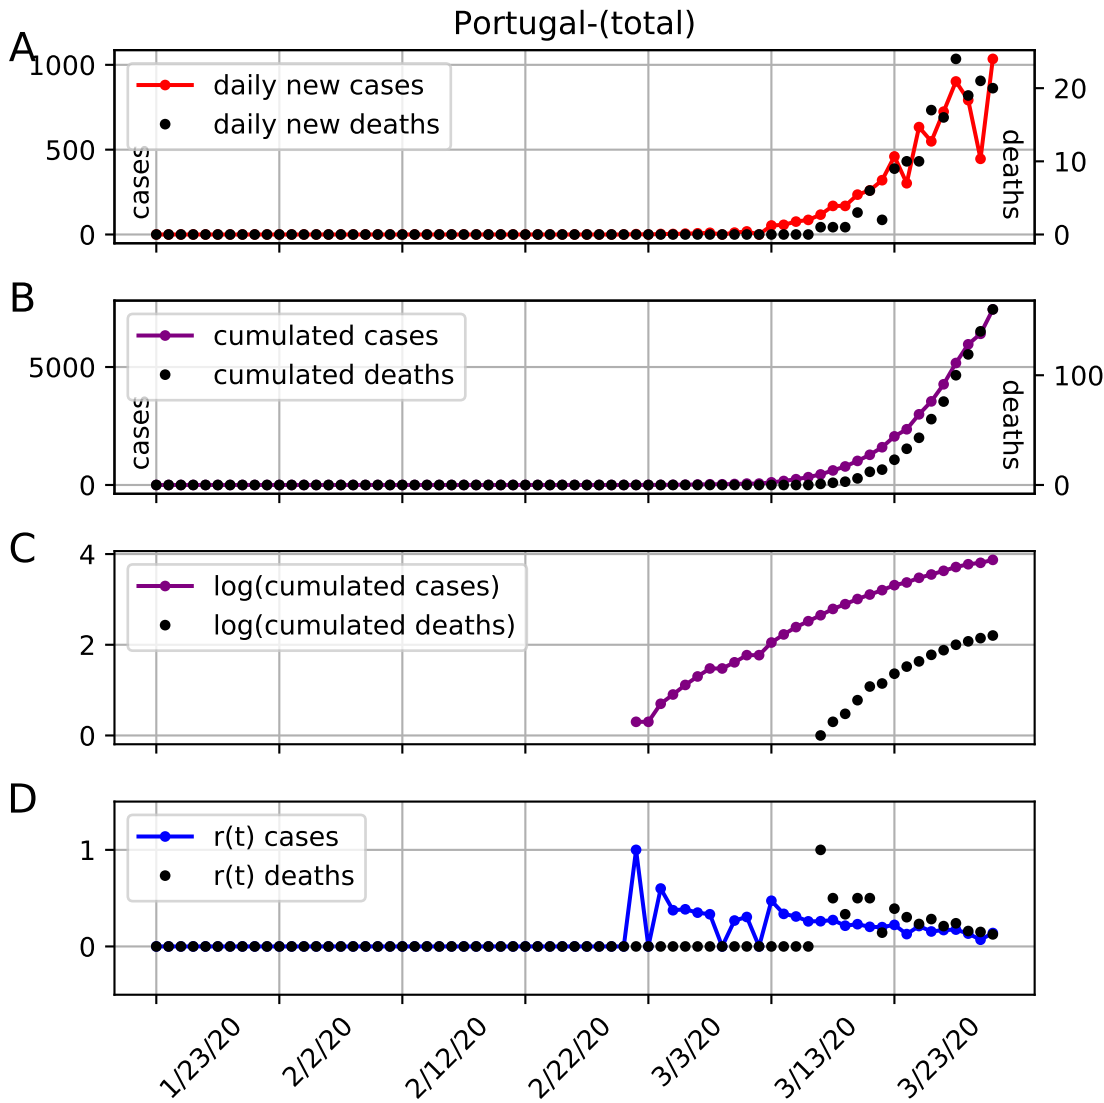 Portugal-(total)
A
1000
500
0
cases
daily new cases
daily new deaths
20
10
0
deaths
B
5000
0
cases
cumulated cases
cumulated deaths
100
0
deaths
C
4
2
0
log(cumulated cases)
log(cumulated deaths)
D
1
0
r(t) cases
r(t) deaths
1/23/20
2/2/20
2/12/20
2/22/20
3/3/20
3/13/20
3/23/20